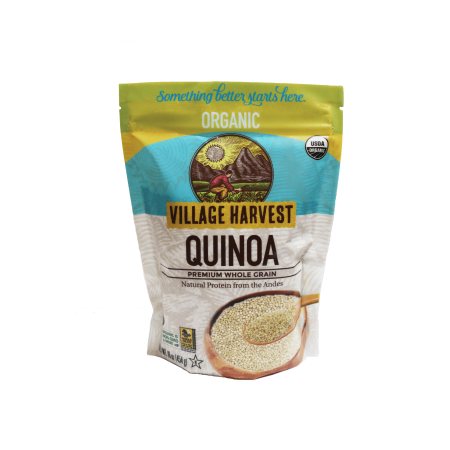 Something better starts here.
ORGANIC
USDA
ORGANIC
VILLAGE HARVEST
QUINOA
PREMIUM WHOLE GRAIN
Natural Protein from the Andes